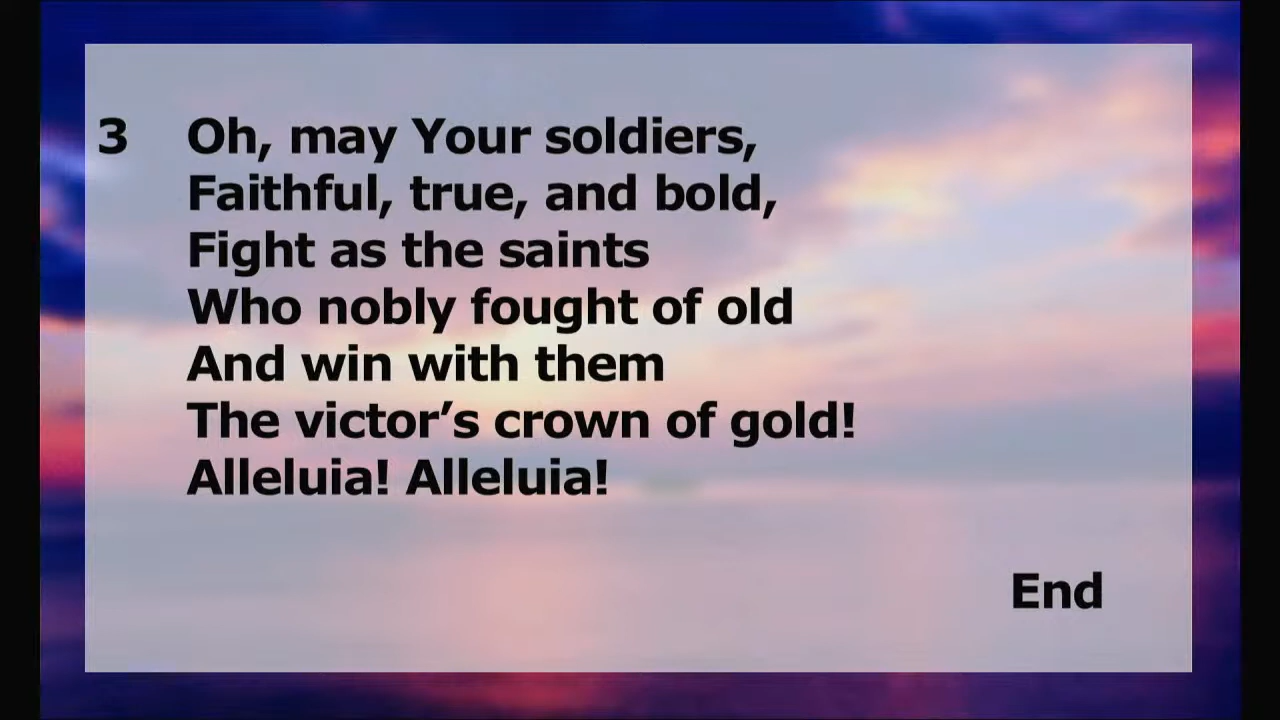 3 Oh, may Your soldiers,
Faithful, true, and bold,
Fight as the saints
Who nobly fought of old
And win with them
The victor’s crown of gold!
Alleluia! Alleluia!
End